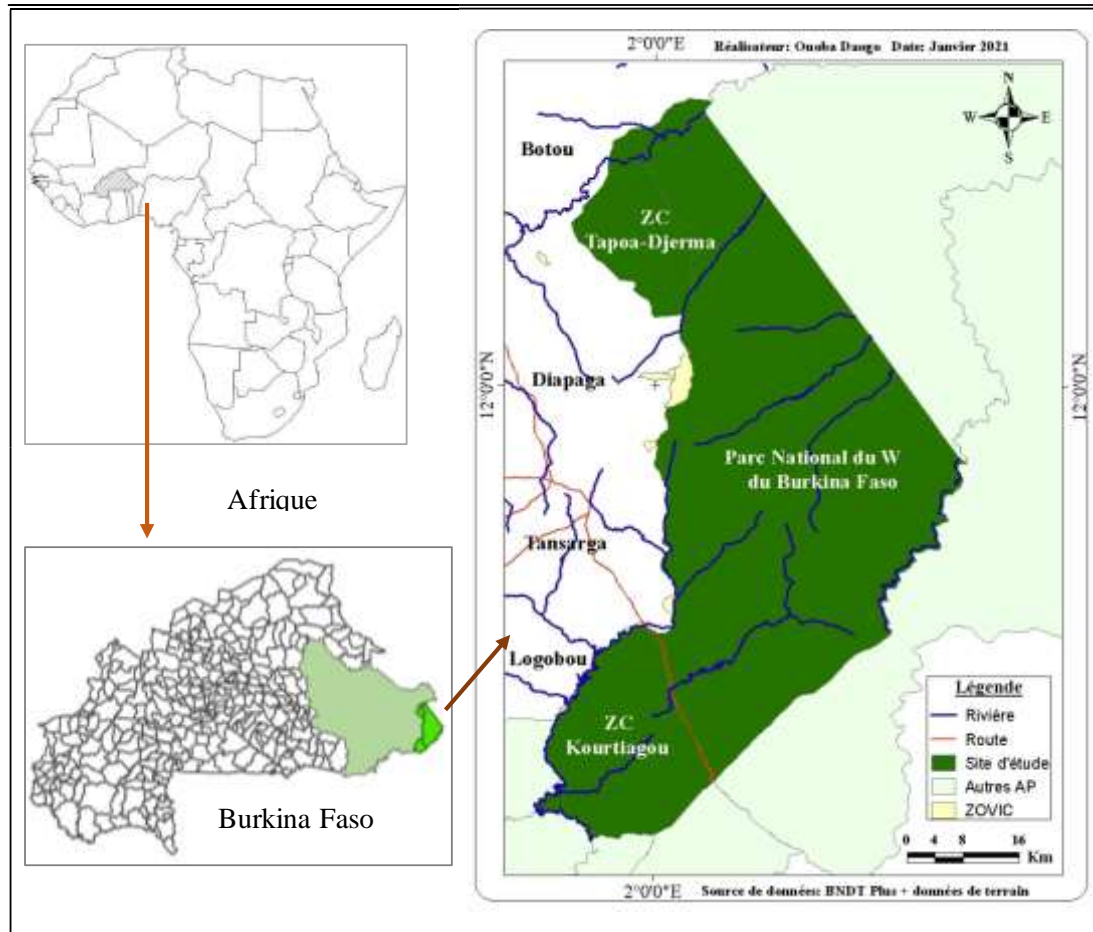 Afrique
Burkina Faso
2°0'0"E
Réalisateur: Onoba Daogo Date: Janvier 2021
N
W
E
S
Botou
ZC
Tapoa-Djerma
12°0'0"N
12°0'0"N
Diapaga
Parc National du W
du Burkina Faso
Tansarga
Logobou
ZC
Kourtiagou
Légende
Rivière
Route
Site d'étude
Autres AP
ZOVIC
0 4 8 16
Km
2°0'0"E
Source de données: BNDT Plus + données de terrain